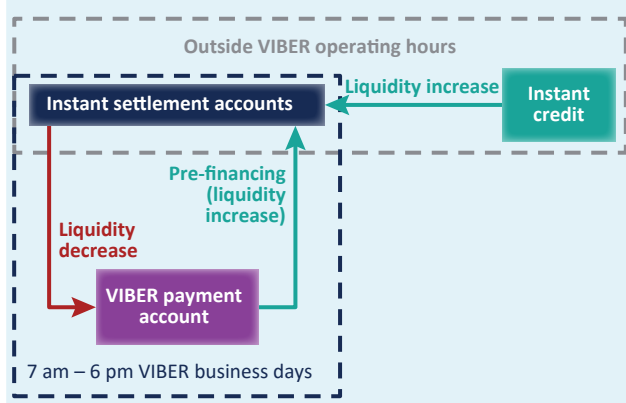 Outside VIBER operating hours
Instant settlement accounts
Liquidity increase
Instant
credit
Pre-financing
(liquidity
increase)
Liquidity
decrease
VIBER payment
account
7 am – 6 pm VIBER business days